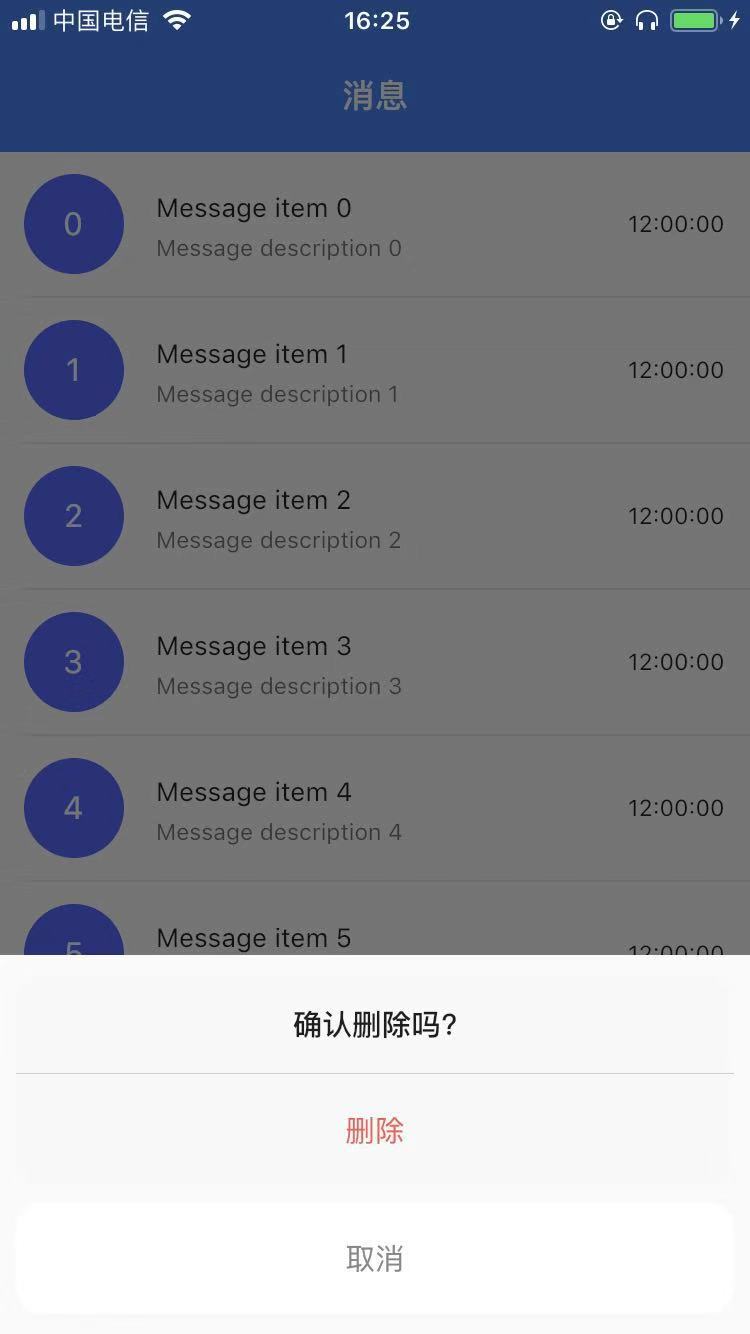 中国电信 16:25
消息
0 Message item 0 12:00:00
Message description 0
1 Message item 1 12:00:00
Message description 1
2 Message item 2 12:00:00
Message description 2
3 Message item 3 12:00:00
Message description 3
4 Message item 4 12:00:00
Message description 4
5 Message item 5 12:00:00
确认删除吗?
删除
取消